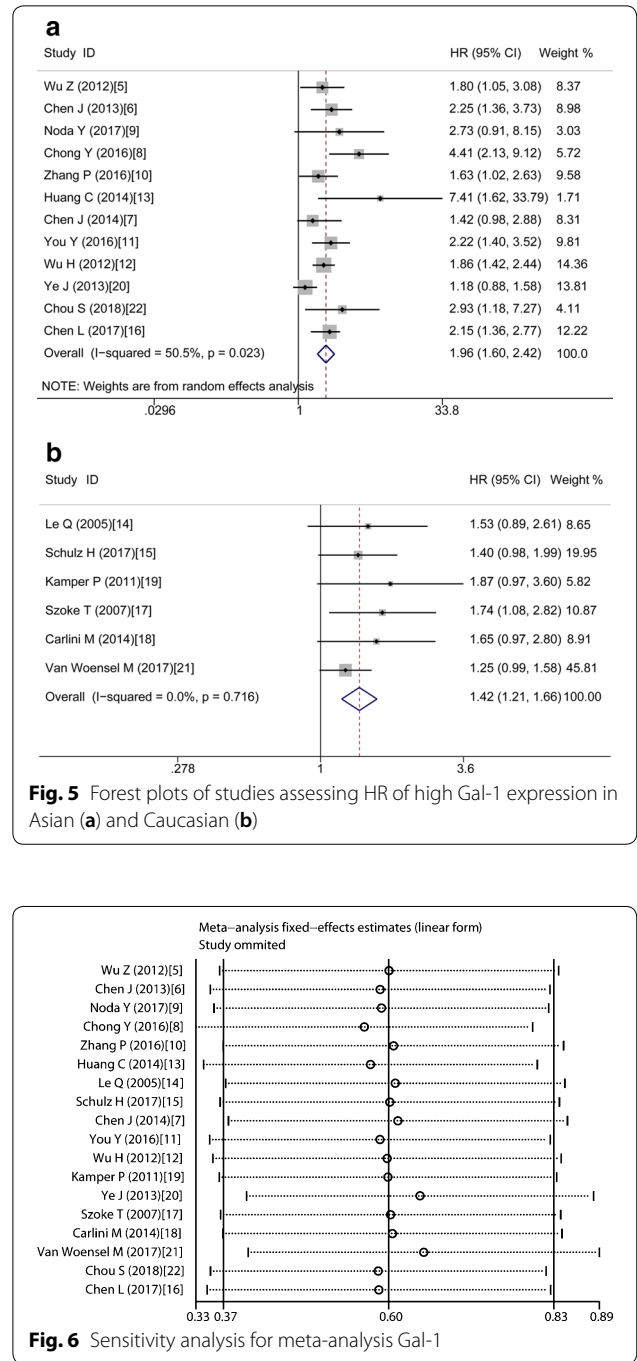 a
Study ID HR (95% CI) Weight %
Wu Z (2012)[5] 1.80 (1.05, 3.08) 8.37
Chen J (2013)[6] 2.25 (1.36, 3.73) 8.98
Noda Y (2017)[9] 2.73 (0.91, 8.15) 3.03
Chong Y (2016)[8] 4.41 (2.13, 9.12) 5.72
Zhang P (2016)[10] 1.63 (1.02, 2.63) 9.58
Huang C (2014)[13] 7.41 (1.62, 33.79) 1.71
Chen J (2014)[7] 1.42 (0.98, 2.88) 8.31
You Y (2016)[11] 2.22 (1.40, 3.52) 9.81
Wu H (2012)[12] 1.86 (1.42, 2.44) 14.36
Ye J (2013)[20] 1.18 (0.88, 1.58) 13.81
Chou S (2018)[22] 2.93 (1.18, 7.27) 4.11
Chen L (2017)[16] 2.15 (1.36, 2.77) 12.22
Overall (I−squared = 50.5%, p = 0.023) 1.96 (1.60, 2.42) 100.0
NOTE: Weights are from random effects analysis
.0296 1 33.8
b
Study ID HR (95% CI) Weight %
Le Q (2005)[14] 1.53 (0.89, 2.61) 8.65
Schulz H (2017)[15] 1.40 (0.98, 1.99) 19.95
Kamper P (2011)[19] 1.87 (0.97, 3.60) 5.82
Szoke T (2007)[17] 1.74 (1.08, 2.82) 10.87
Carlini M (2014)[18] 1.65 (0.97, 2.80) 8.91
Van Woensel M (2017)[21] 1.25 (0.99, 1.58) 45.81
Overall (I−squared = 0.0%, p = 0.716) 1.42 (1.21, 1.66) 100.00
.278 1 3.6
Fig. 5 Forest plots of studies assessing HR of high Gal-1 expression in
Asian (a) and Caucasian (b)
Meta−analysis fixed−effects estimates (linear form)
Study ommited
Wu Z (2012)[5]
Chen J (2013)[6]
Noda Y (2017)[9]
Chong Y (2016)[8]
Zhang P (2016)[10]
Huang C (2014)[13]
Le Q (2005)[14]
Schulz H (2017)[15]
Chen J (2014)[7]
You Y (2016)[11]
Wu H (2012)[12]
Kamper P (2011)[19]
Ye J (2013)[20]
Szoke T (2007)[17]
Carlini M (2014)[18]
Van Woensel M (2017)[21]
Chou S (2018)[22]
Chen L (2017)[16]
0.33 0.37 0.60 0.83 0.89
Fig. 6 Sensitivity analysis for meta-analysis Gal-1